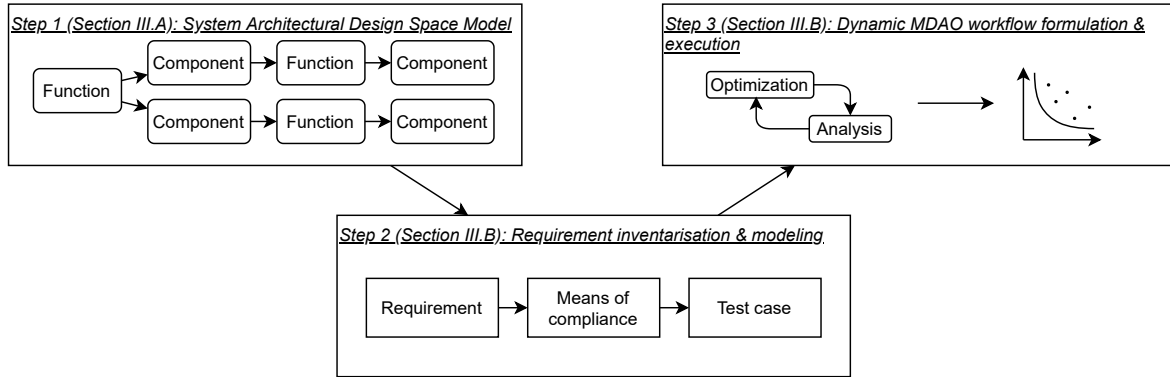 Step 1 (Section III.A): System Architectural Design Space Model
Function
Component
Function
Component
Component
Function
Component
Step 2 (Section III.B): Requirement inventarisation & modeling
Requirement
Means of
compliance
Test case
Step 3 (Section III.B): Dynamic MDAO workflow formulation &
execution
Optimization
Analysis